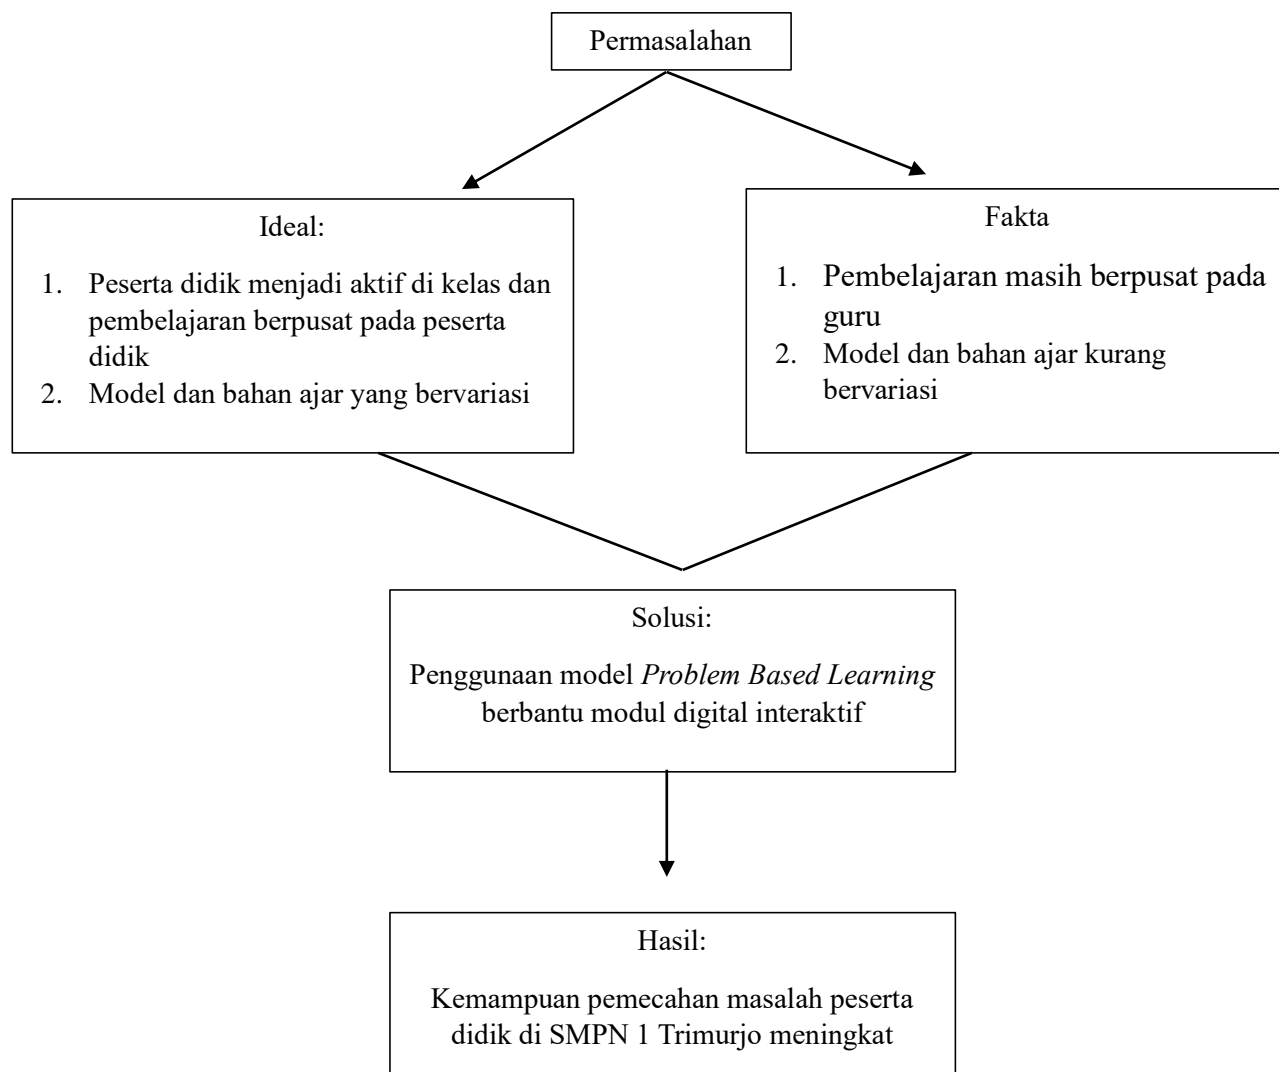 Permasalahan
Ideal:
1. Peserta didik menjadi aktif di kelas dan
pembelajaran berpusat pada peserta
didik
2. Model dan bahan ajar yang bervariasi
Fakta
1. Pembelajaran masih berpusat pada
guru
2. Model dan bahan ajar kurang
bervariasi
Solusi:
Penggunaan model Problem Based Learning
berbantu modul digital interaktif
Hasil:
Kemampuan pemecahan masalah peserta
didik di SMPN 1 Trimurjo meningkat